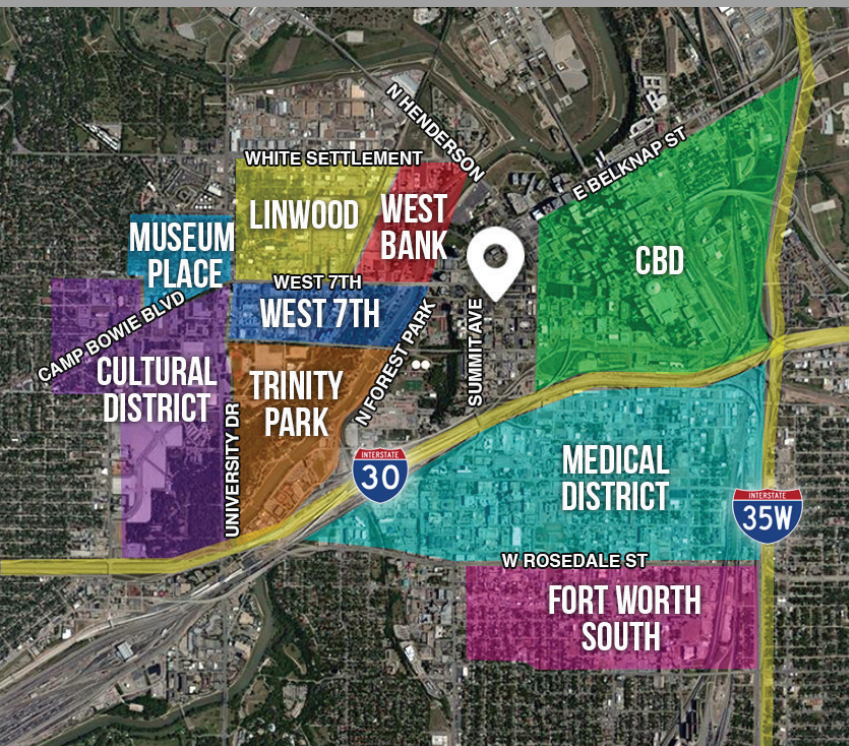 N HENDERSON
WHITE SETTLEMENT
E BELKNAP ST
LINWOOD
WEST
BANK
MUSEUM
PLACE
CBD
WEST 7TH
WEST 7TH
CAMP BOWIE BLVD
SUMMIT AVE
N FOREST PARK
CULTURAL
DISTRICT
TRINITY
PARK
UNIVERSITY DR
INTERSTATE
30
MEDICAL
DISTRICT
INTERSTATE
35W
W ROSEDALE ST
FORT WORTH
SOUTH